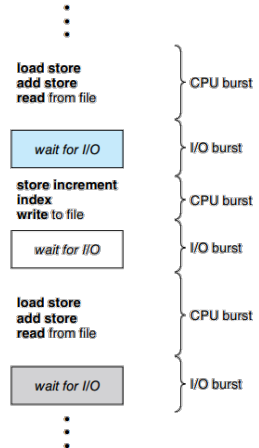 load store
add store
read from file
CPU burst
wait for I/O
I/O burst
store increment
index
write to file
CPU burst
wait for I/O
I/O burst
load store
add store
read from file
CPU burst
wait for I/O
I/O burst